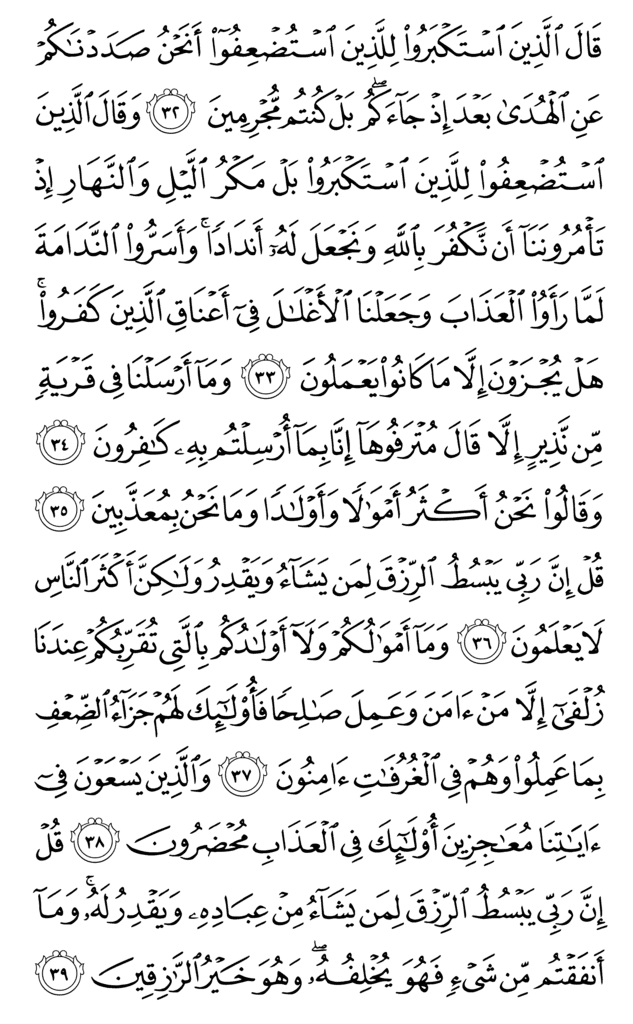 قَالَ ٱلَّذِينَ ٱسۡتَكۡبَرُواْ لِلَّذِينَ ٱسۡتُضۡعِفُوٓاْ أَنَحۡنُ صَدَدۡنَٰكُمۡ
عَنِ ٱلۡهُدَىٰ بَعۡدَ إِذۡ جَآءَكُمۖ بَلۡ كُنتُم مُّجۡرِمِينَ ٣٢ وَقَالَ ٱلَّذِينَ
ٱسۡتُضۡعِفُواْ لِلَّذِينَ ٱسۡتَكۡبَرُواْ بَلۡ مَكۡرُ ٱلَّيۡلِ وَٱلنَّهَارِ إِذۡ
تَأۡمُرُونَنَآ أَن نَّكۡفُرَ بِٱللَّهِ وَنَجۡعَلَ لَهُۥٓ أَندَادٗاۚ وَأَسَرُّواْ ٱلنَّدَامَةَ
لَمَّا رَأَوُاْ ٱلۡعَذَابَ وَجَعَلۡنَا ٱلۡأَغۡلَٰلَ فِيٓ أَعۡنَاقِ ٱلَّذِينَ كَفَرُواْۚ
هَلۡ يُجۡزَوۡنَ إِلَّا مَا كَانُواْ يَعۡمَلُونَ ٣٣ وَمَآ أَرۡسَلۡنَا فِي قَرۡيَةٖ
مِّن نَّذِيرٍ إِلَّا قَالَ مُتۡرَفُوهَآ إِنَّا بِمَآ أُرۡسِلۡتُم بِهِۦ كَٰفِرُونَ ٣٤
وَقَالُواْ نَحۡنُ أَكۡثَرُ أَمۡوَٰلٗا وَأَوۡلَٰدٗا وَمَا نَحۡنُ بِمُعَذَّبِينَ ٣٥
قُلۡ إِنَّ رَبِّي يَبۡسُطُ ٱلرِّزۡقَ لِمَن يَشَآءُ وَيَقۡدِرُ وَلَٰكِنَّ أَكۡثَرَ ٱلنَّاسِ
لَا يَعۡلَمُونَ ٣٦ وَمَآ أَمۡوَٰلُكُمۡ وَلَآ أَوۡلَٰدُكُم بِٱلَّتِي تُقَرِّبُكُمۡ عِندَنَا
زُلۡفَىٰٓ إِلَّا مَنۡ ءَامَنَ وَعَمِلَ صَٰلِحٗا فَأُوْلَٰٓئِكَ لَهُمۡ جَزَآءُ ٱلضِّعۡفِ
بِمَا عَمِلُواْ وَهُمۡ فِي ٱلۡغُرُفَٰتِ ءَامِنُونَ ٣٧ وَٱلَّذِينَ يَسۡعَوۡنَ فِيٓ
ءَايَٰتِنَا مُعَٰجِزِينَ أُوْلَٰٓئِكَ فِي ٱلۡعَذَابِ مُحۡضَرُونَ ٣٨ قُلۡ
إِنَّ رَبِّي يَبۡسُطُ ٱلرِّزۡقَ لِمَن يَشَآءُ مِنۡ عِبَادِهِۦ وَيَقۡدِرُ لَهُۥۚ وَمَآ
أَنفَقۡتُم مِّن شَيۡءٖ فَهُوَ يُخۡلِفُهُۥۖ وَهُوَ خَيۡرُ ٱلرَّٰزِقِينَ ٣٩